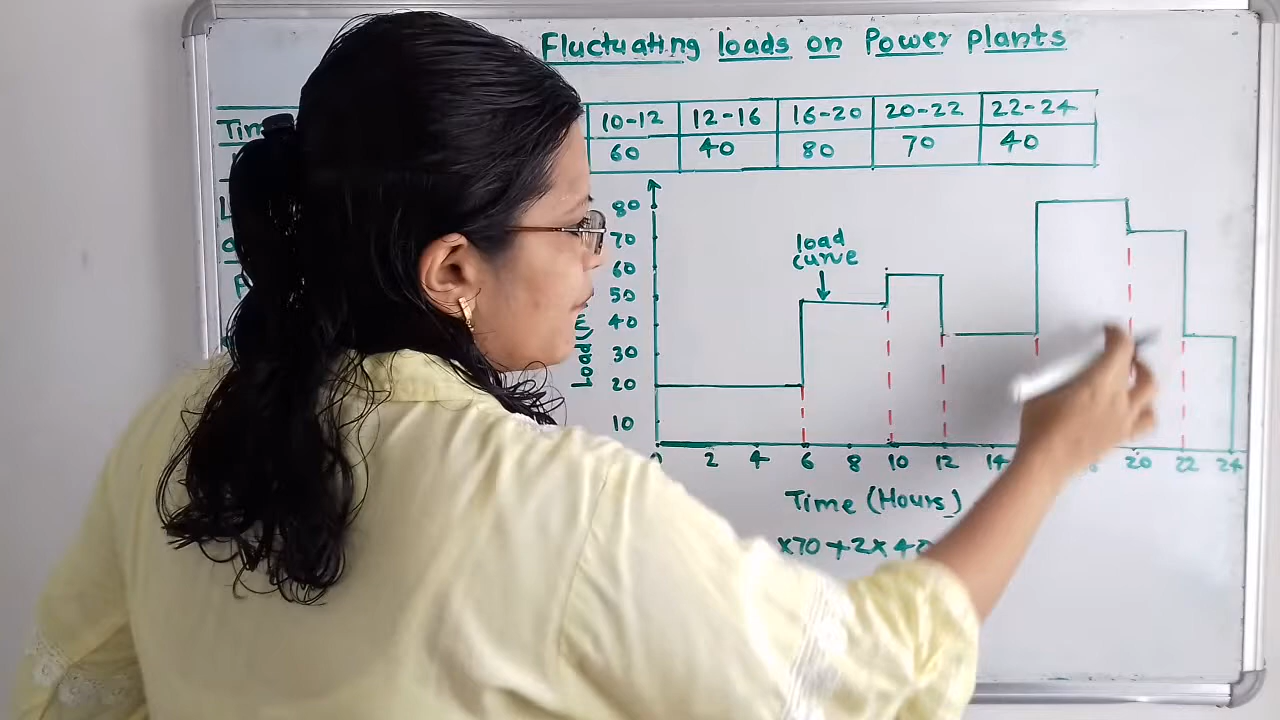 Fluctuating loads on Power plants
10-12 12-16 16-20 20-22 22-24
60 40 80 70 40
80
70
60
50
40
30
20
10
load
curve
2 4 6 8 10 12 14 20 22 24
Time (Hours)
x70+2x40